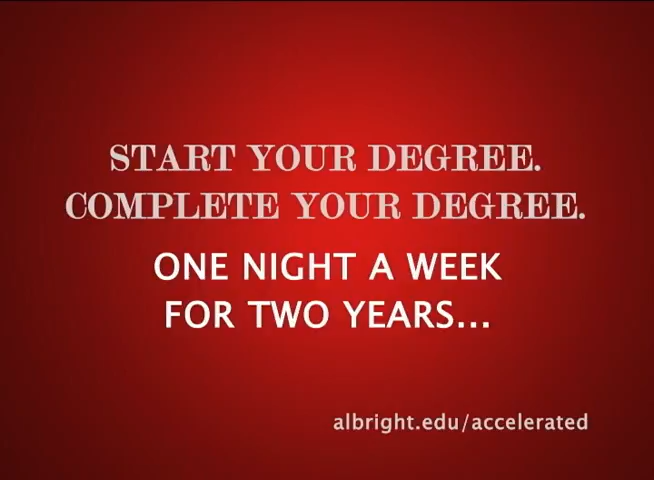 START YOUR DEGREE.
COMPLETE YOUR DEGREE.
ONE NIGHT A WEEK
FOR TWO YEARS...
albright.edu/accelerated